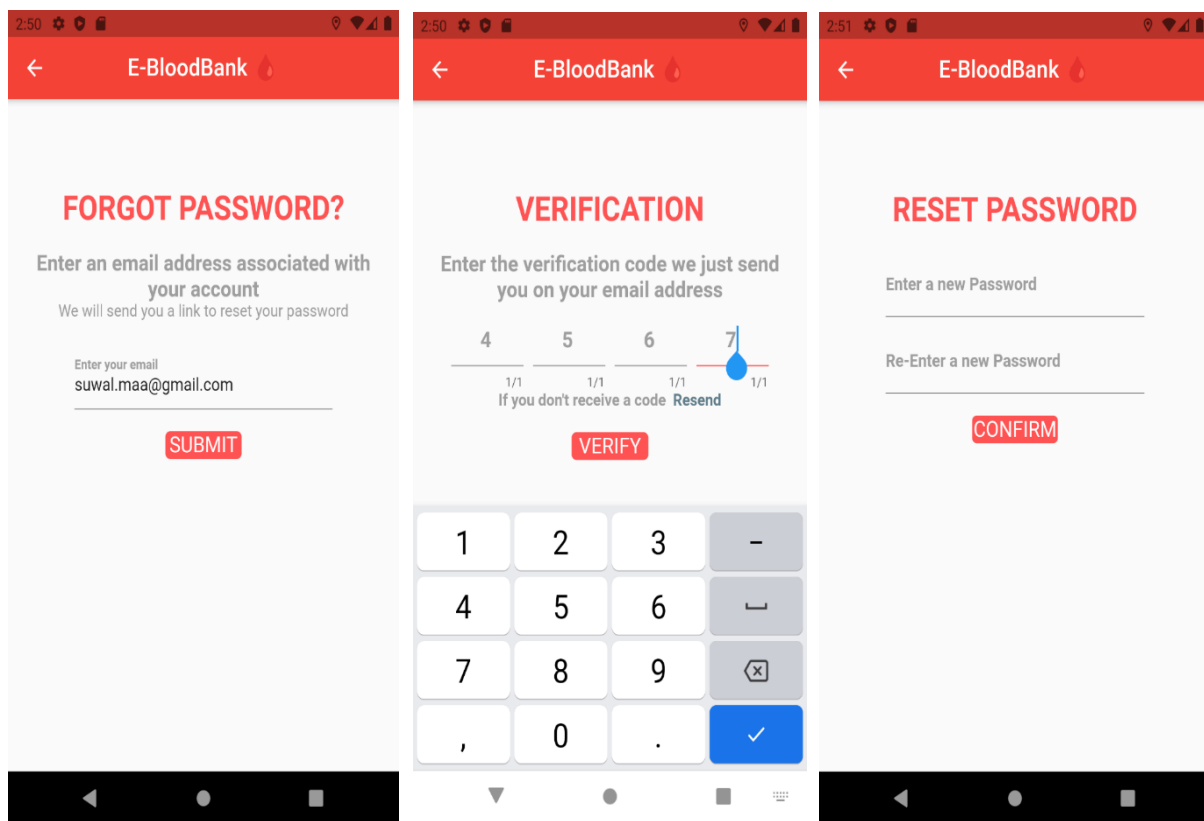 2:50
E-BloodBank
FORGOT PASSWORD?
Enter an email address associated with
your account
We will send you a link to reset your password
Enter your email
suwal.maa@gmail.com
SUBMIT
2:50
E-BloodBank
VERIFICATION
Enter the verification code we just send
you on your email address
4 5 6 7
1/1 1/1 1/1 1/1
If you don't receive a code Resend
VERIFY
1 2 3 -
4 5 6
7 8 9
, 0 .
2:51
E-BloodBank
RESET PASSWORD
Enter a new Password
Re-Enter a new Password
CONFIRM